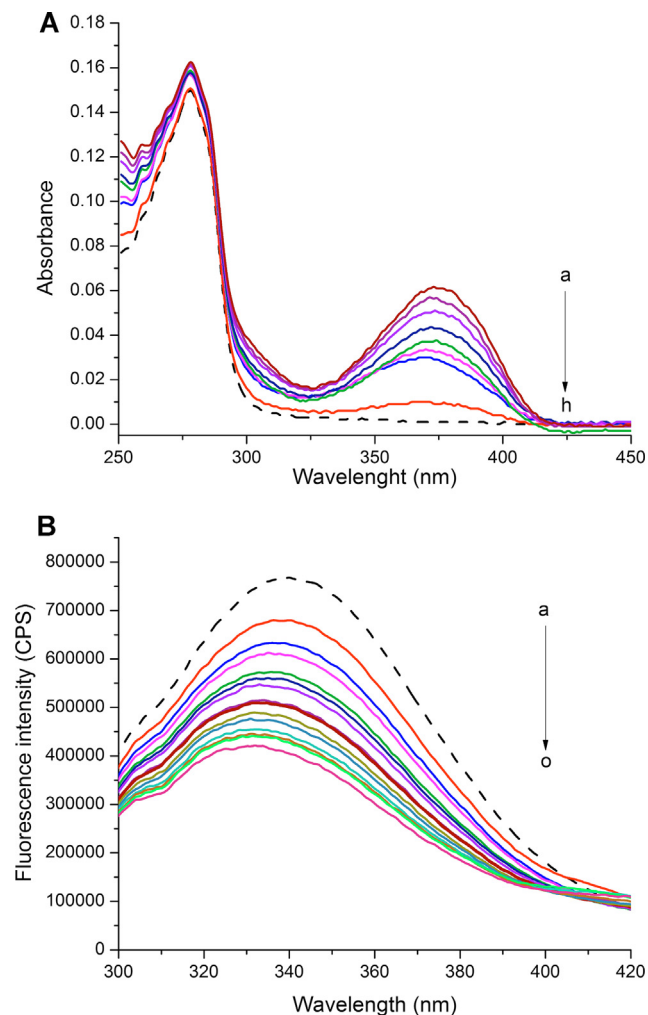 A
0.18
0.16
0.14
0.12
0.10
0.08
0.06
0.04
0.02
0.00
Absorbance
a
h
250 300 350 400 450
Wavelenght (nm)
B
800000
700000
600000
500000
400000
300000
200000
100000
0
Fluorescence intensity (CPS)
a
o
300 320 340 360 380 400 420
Wavelength (nm)